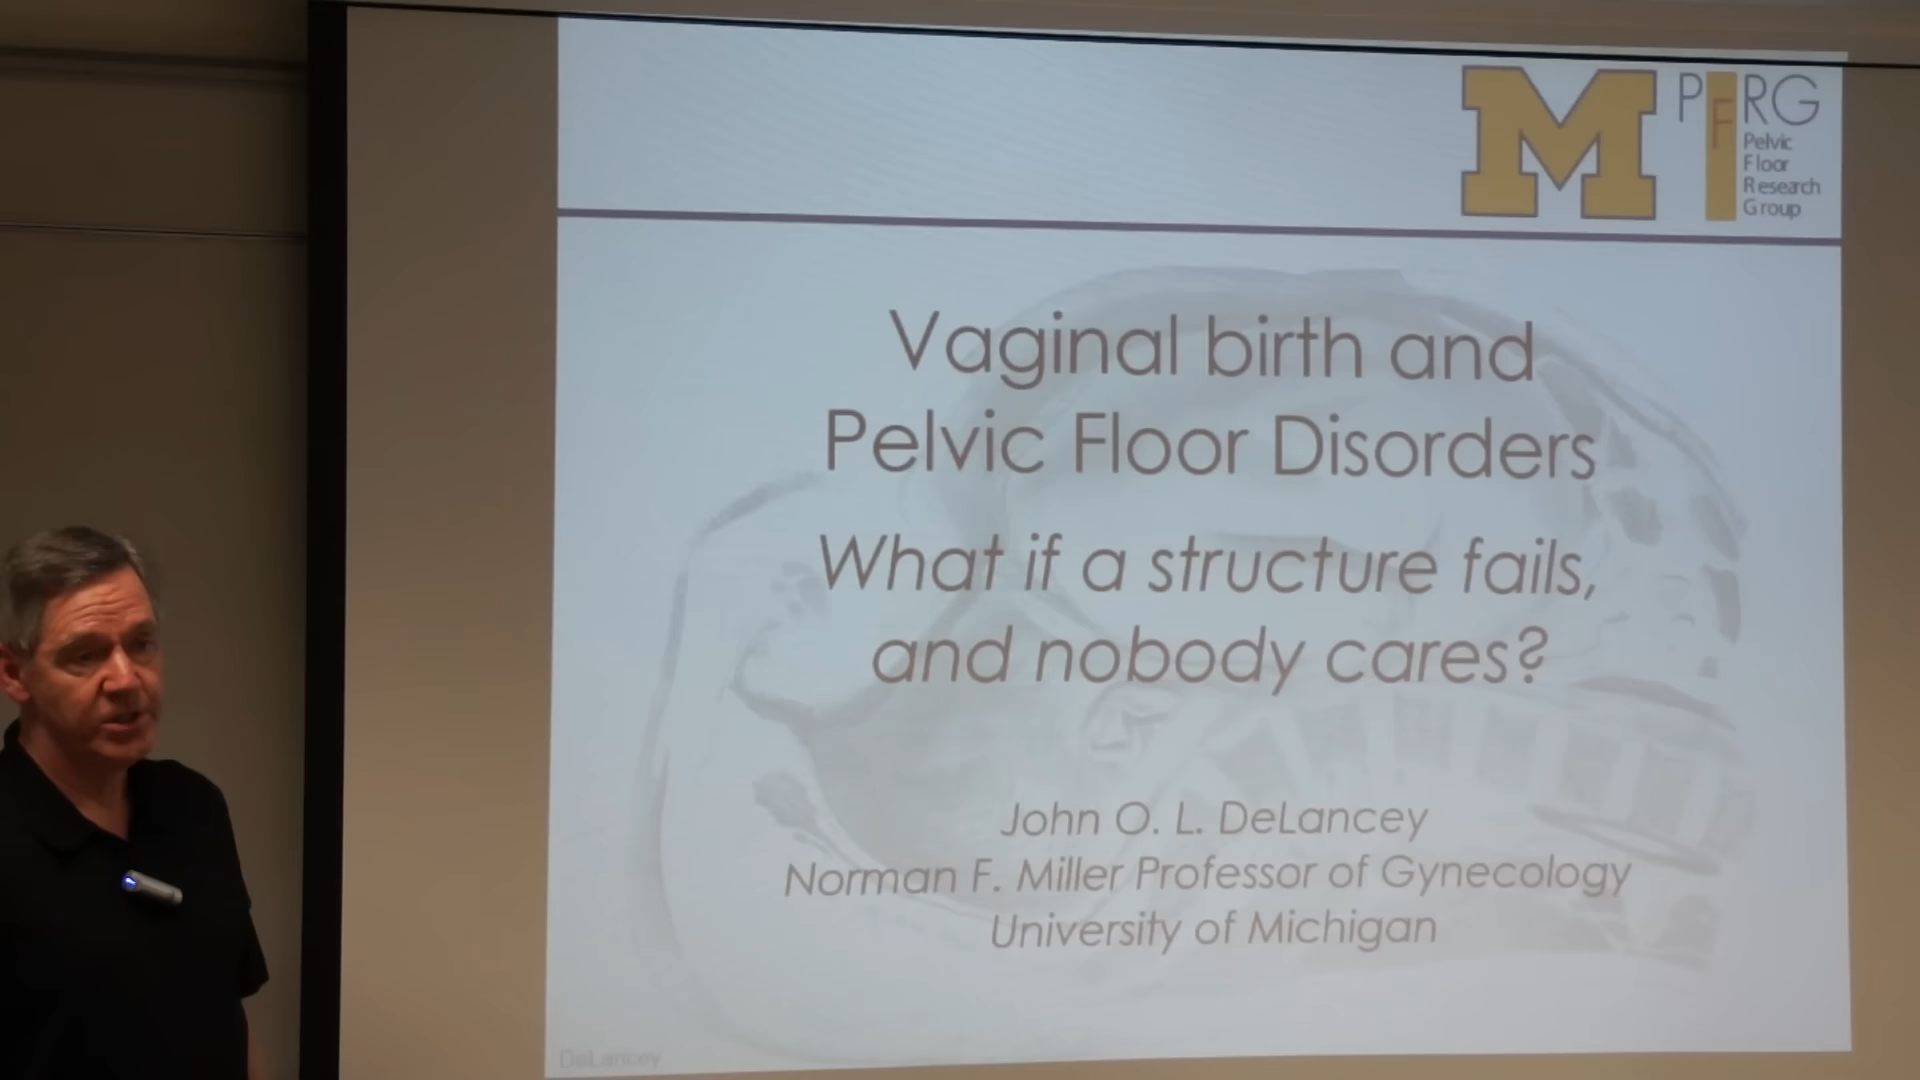 M
PFRG
Pelvic
Floor
Research
Group
Vaginal birth and
Pelvic Floor Disorders
What if a structure fails,
and nobody cares?
John O. L. DeLancey
Norman F. Miller Professor of Gynecology
University of Michigan
DeLancey